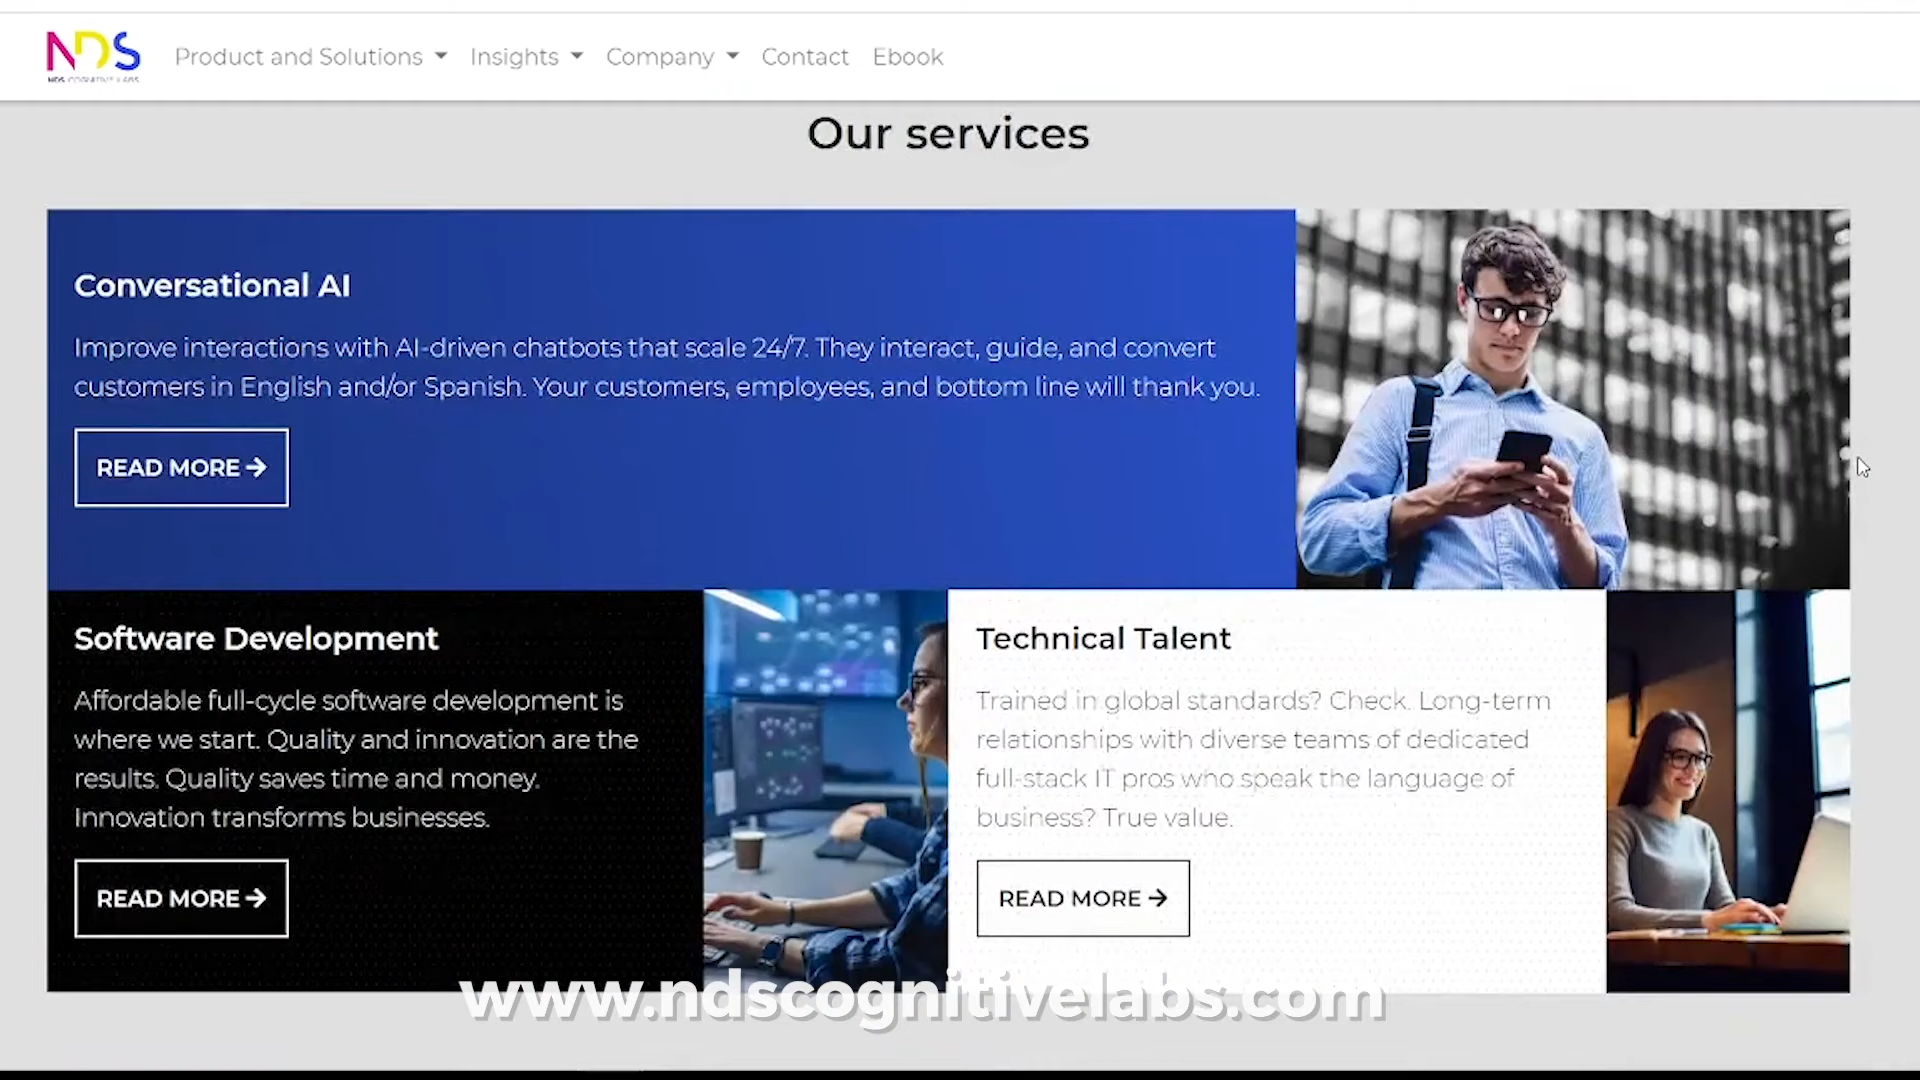 NDS
NDS COGNITIVE LABS
Product and Solutions
Insights
Company
Contact
Ebook
Our services
Conversational AI
Improve interactions with AI-driven chatbots that scale 24/7. They interact, guide, and convert
customers in English and/or Spanish. Your customers, employees, and bottom line will thank you.
READ MORE →
Software Development
Affordable full-cycle software development is
where we start. Quality and innovation are the
results. Quality saves time and money.
Innovation transforms businesses.
READ MORE →
Technical Talent
Trained in global standards? Check. Long-term
relationships with diverse teams of dedicated
full-stack IT pros who speak the language of
business? True value.
READ MORE →
www.ndscognitivelabs.com